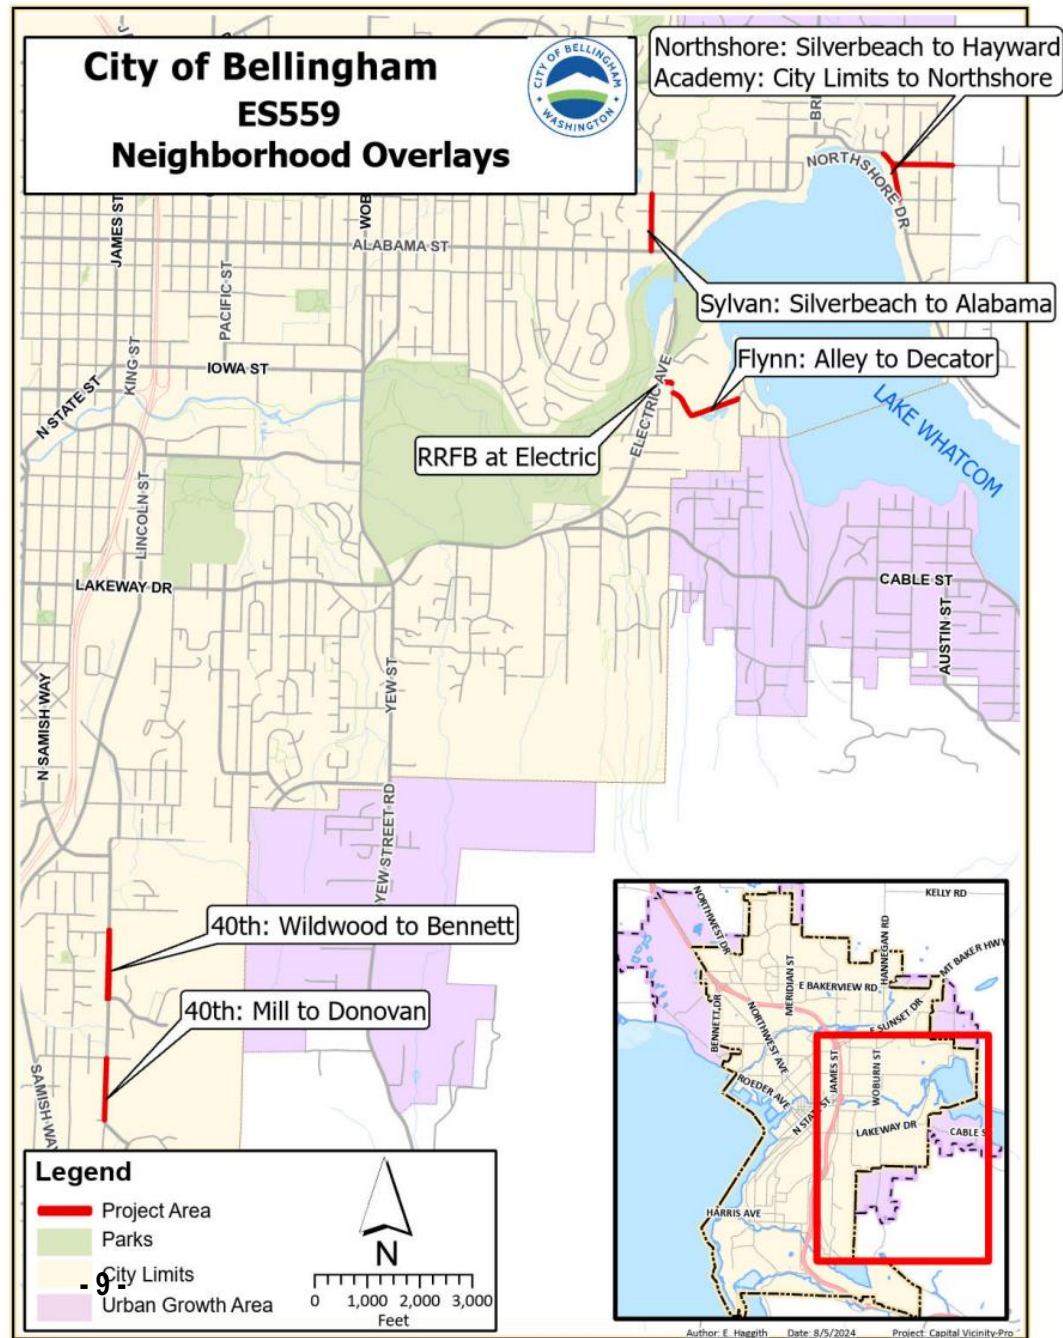 City of Bellingham
ES559
Neighborhood Overlays
CITY OF BELLINGHAM
WASHINGTON
Northshore: Silverbeach to Hayward
Academy: City Limits to Northshore
NORTHSHORE DR
JAMES ST
ALABAMA ST
PACIFIC ST
Sylvan: Silverbeach to Alabama
KING ST
IOWA ST
Flynn: Alley to Decator
N STATE ST
ELECTRIC AVE
LAKE WHATCOM
RRFB at Electric
LINCOLN ST
LAKEWAY DR
CABLE ST
AUSTIN ST
YEW ST
N SAMISH WAY
YEW STREET RD
40th: Wildwood to Bennett
40th: Mill to Donovan
SAMISH WAY
KELLY RD
NORTHWEST DR
HANNEGAN RD
MT BAKER HWY
MERIDIAN ST
E BAKERVIEW RD
E SUNSET DR
BENNETT DR
NORTHWEST AVE
JAMES ST
WOBURN ST
ROEDER AVE
N STATE ST
LAKEWAY DR
CABLE S
HARRIS AVE
Legend
Project Area
Parks
City Limits
Urban Growth Area
- 9 -
N
0 1,000 2,000 3,000
Feet
Author: E. Haggith Date: 8/5/2024 Project: Capital Vicinity-Pro